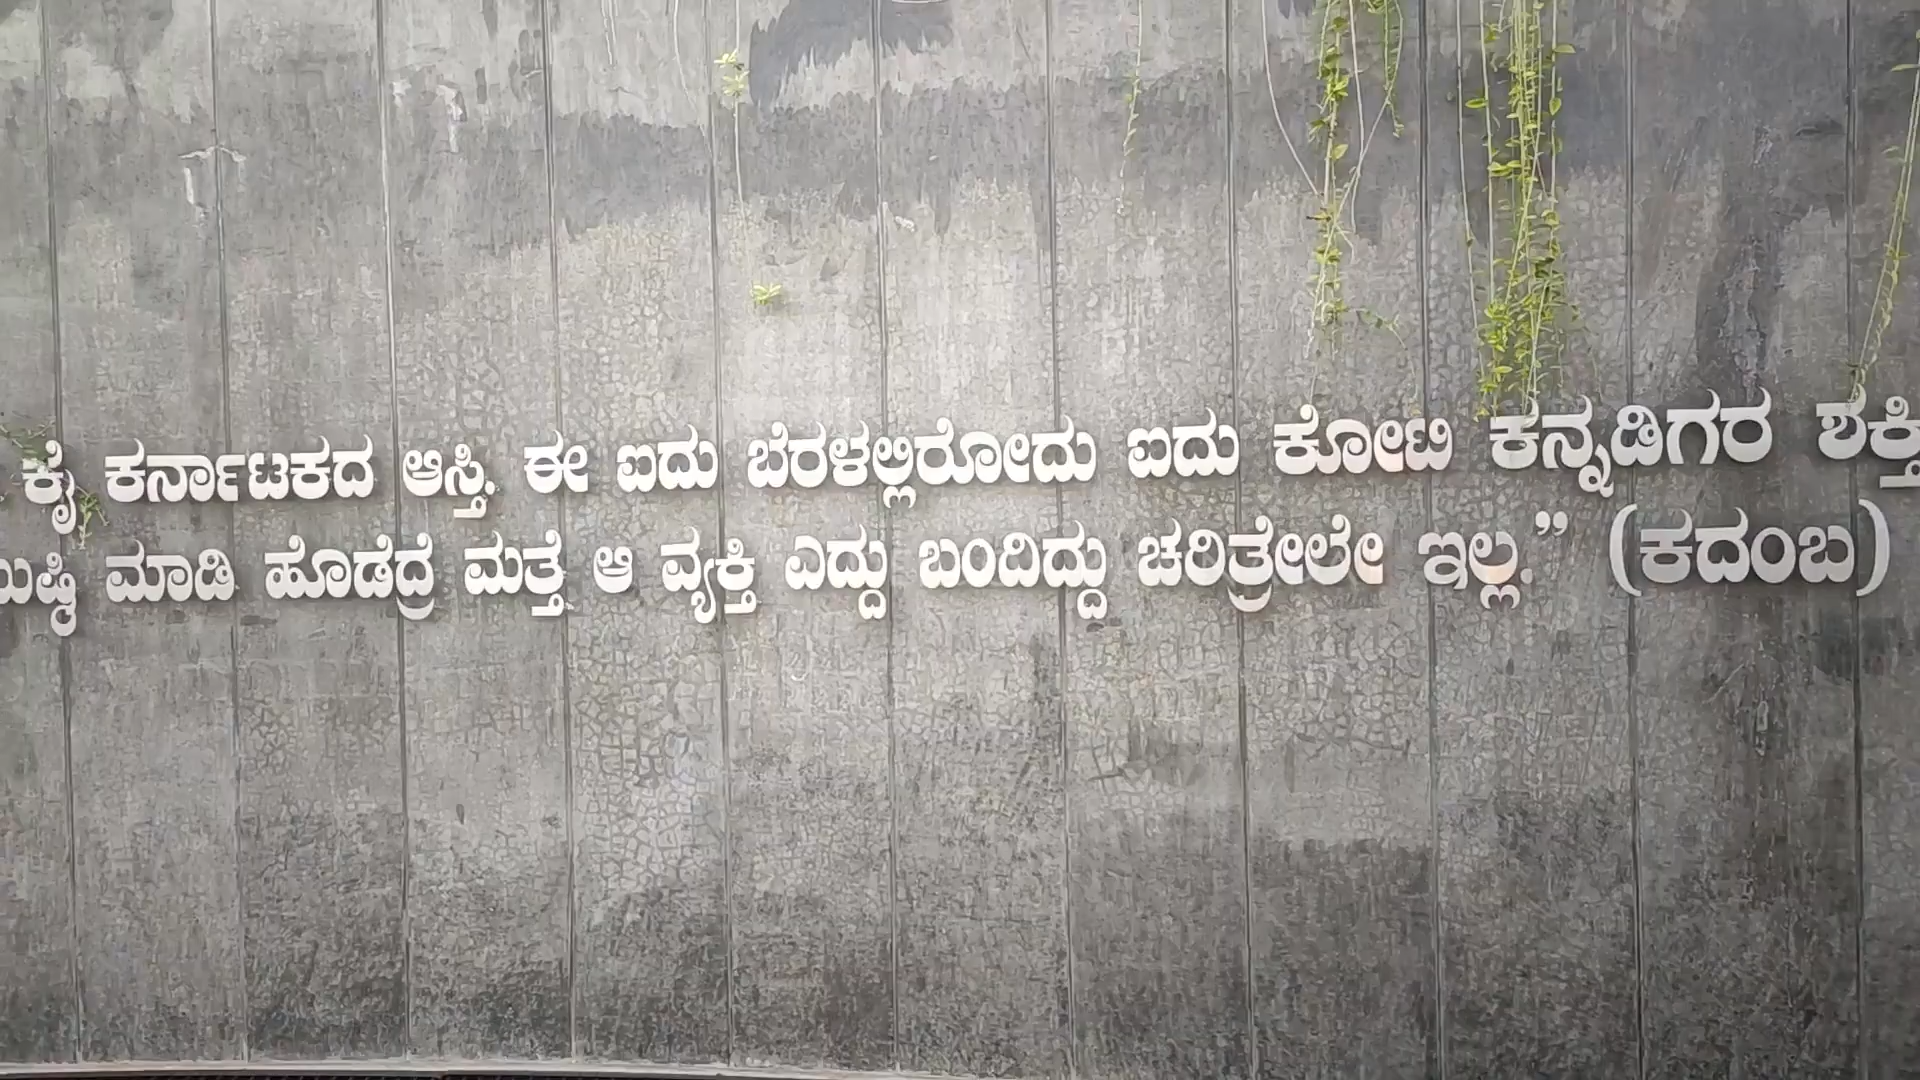 ಕೈ ಕರ್ನಾಟಕದ ಆಸ್ತಿ. ಈ ಐದು ಬೆರಳಲ್ಲಿರೋದು ಐದು ಕೋಟಿ ಕನ್ನಡಿಗರ ಶಕ್ತಿ
ಮಾಡಿ ಹೊಡೆದ್ರೆ ಮತ್ತೆ ಆ ವ್ಯಕ್ತಿ ಎದ್ದು ಬಂದಿದ್ದು ಚರಿತ್ರೇಲೇ ಇಲ್ಲ.” (ಕದಂಬ)